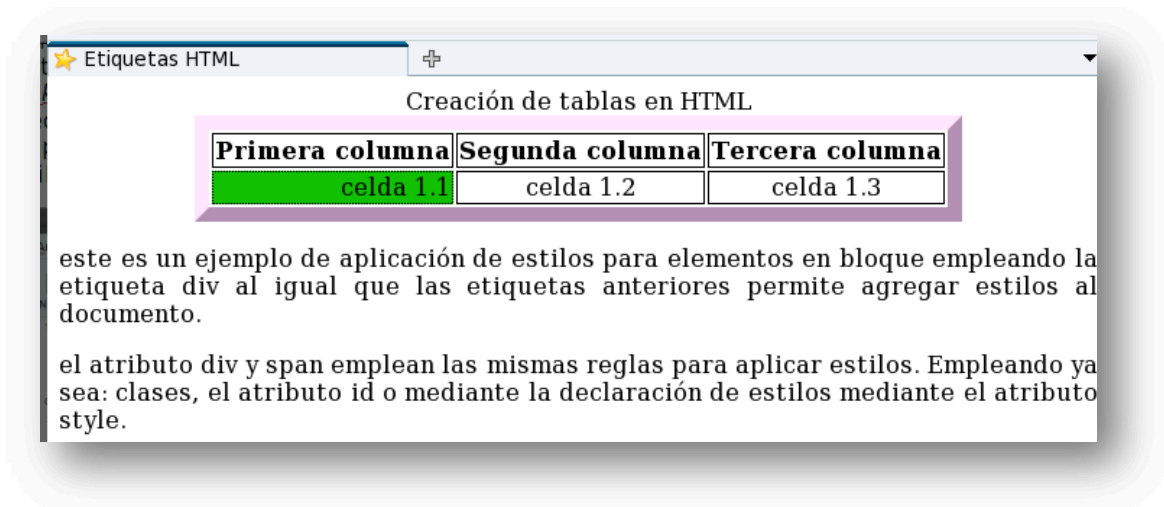 Etiquetas HTML
Creación de tablas en HTML
Primera columna Segunda columna Tercera columna
celda 1.1 celda 1.2 celda 1.3
este es un ejemplo de aplicación de estilos para elementos en bloque empleando la
etiqueta div al igual que las etiquetas anteriores permite agregar estilos al
documento.
el atributo div y span emplean las mismas reglas para aplicar estilos. Empleando ya
sea: clases, el atributo id o mediante la declaración de estilos mediante el atributo
style.